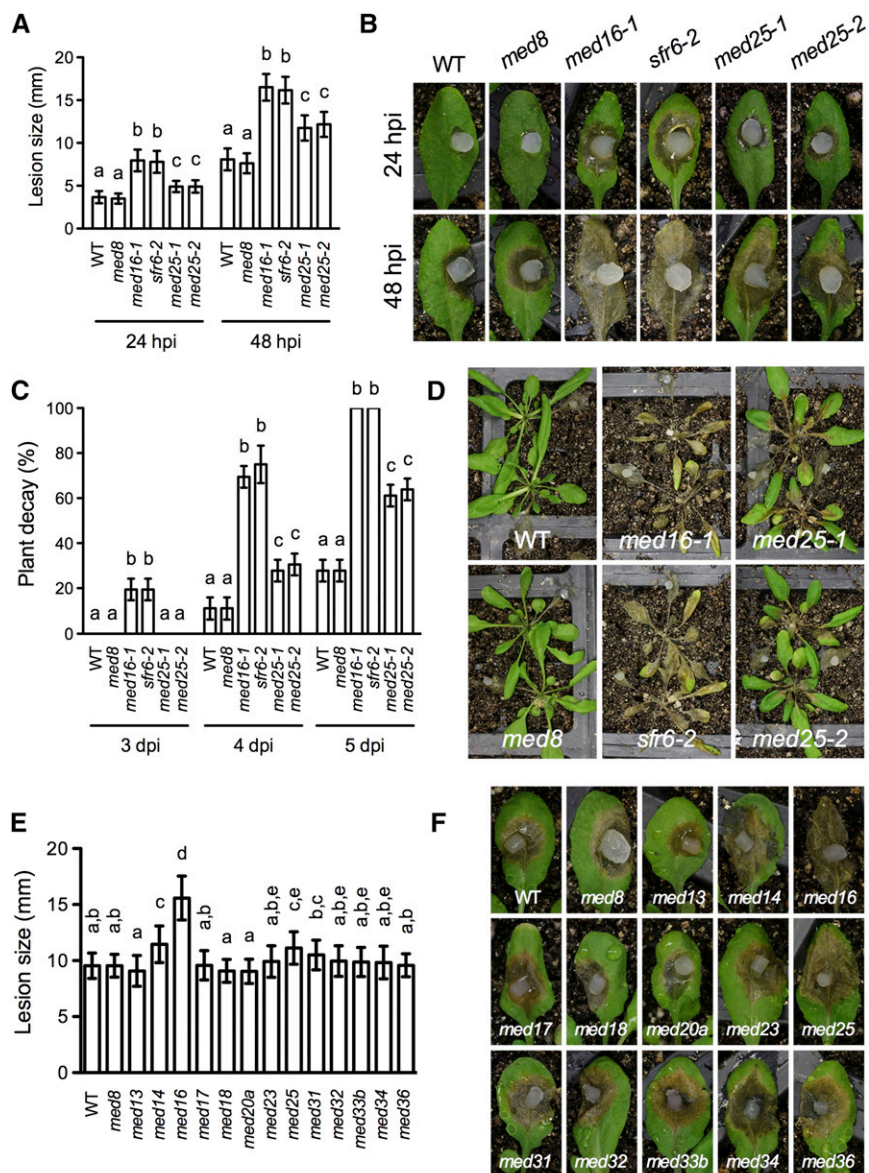 A
Lesion size (mm)
20
15
10
5
0
a a b b c c a a b b c c
WT med8 med16-1 sfr6-2 med25-1 med25-2 WT med8 med16-1 sfr6-2 med25-1 med25-2
24 hpi 48 hpi
B
WT med8 med16-1 sfr6-2 med25-1 med25-2
24 hpi
48 hpi
C
Plant decay (%)
100
80
60
40
20
0
a a b b a a a a b b c c a a b b c c
WT med8 med16-1 sfr6-2 med25-1 med25-2 WT med8 med16-1 sfr6-2 med25-1 med25-2 WT med8 med16-1 sfr6-2 med25-1 med25-2
3 dpi 4 dpi 5 dpi
D
WT med16-1 med25-1
med8 sfr6-2 med25-2
E
Lesion size (mm)
20
15
10
5
0
a,b a,b a c d a,b a a a,b,e c,e b,c a,b,e a,b,e a,b,e a,b
WT med8 med13 med14 med16 med17 med18 med20a med23 med25 med31 med32 med33b med34 med36
F
WT med8 med13 med14 med16
med17 med18 med20a med23 med25
med31 med32 med33b med34 med36